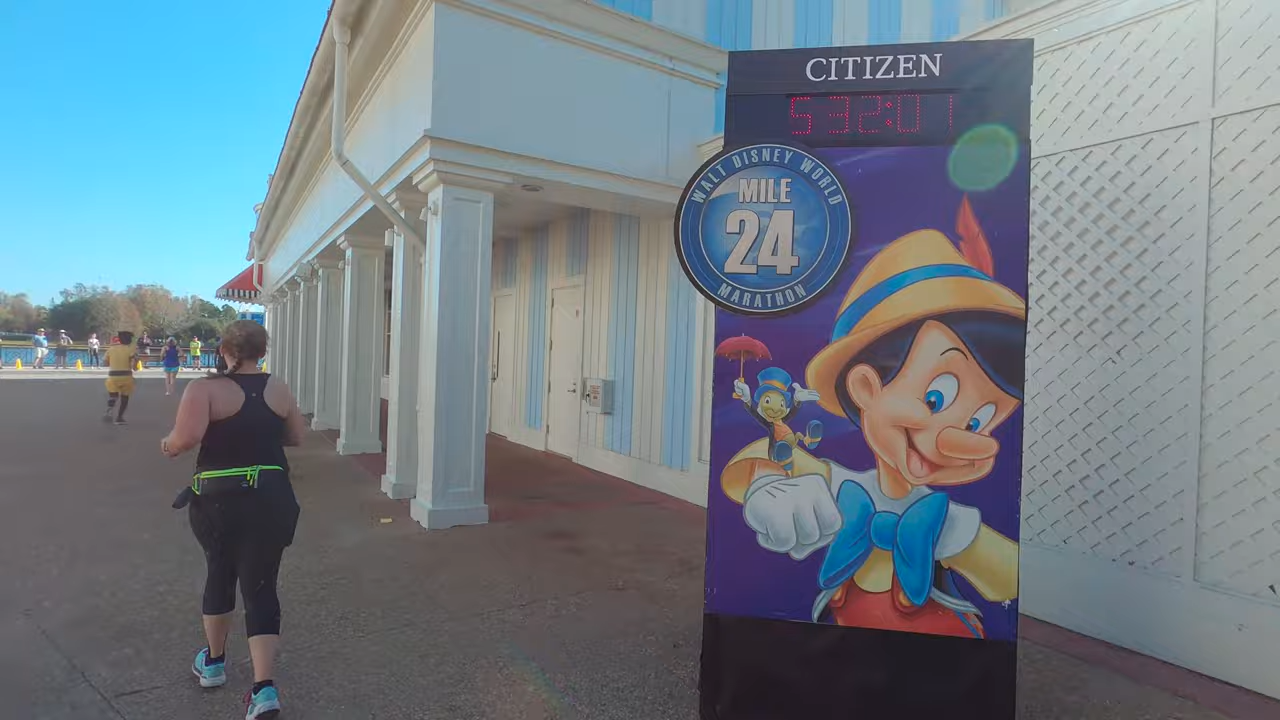 CITIZEN
5 32:01
WALT DISNEY WORLD
MILE
24
MARATHON